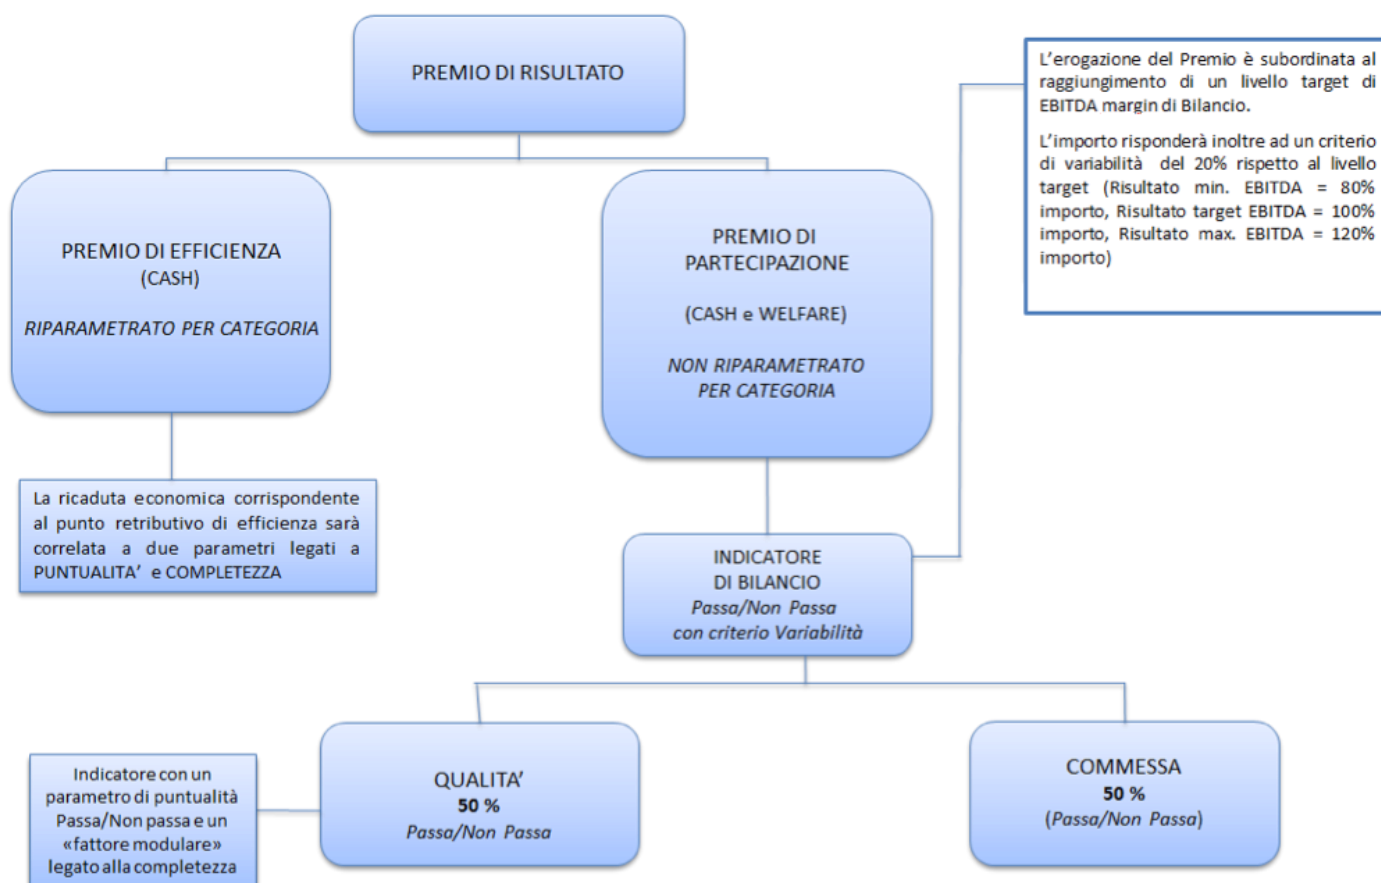 PREMIO DI RISULTATO
L’erogazione del Premio è subordinata al
raggiungimento di un livello target di
EBITDA margin di Bilancio.
L’importo risponderà inoltre ad un criterio
di variabilità del 20% rispetto al livello
target (Risultato min. EBITDA = 80%
importo, Risultato target EBITDA = 100%
importo, Risultato max. EBITDA = 120%
importo)
PREMIO DI EFFICIENZA
(CASH)
RIPARAMETRATO PER CATEGORIA
PREMIO DI
PARTECIPAZIONE
(CASH e WELFARE)
NON RIPARAMETRATO
PER CATEGORIA
La ricaduta economica corrispondente
al punto retributivo di efficienza sarà
correlata a due parametri legati a
PUNTUALITA’ e COMPLETEZZA
INDICATORE
DI BILANCIO
Passa/Non Passa
con criterio Variabilità
Indicatore con un
parametro di puntualità
Passa/Non passa e un
«fattore modulare»
legato alla completezza
QUALITA’
50 %
Passa/Non Passa
COMMESSA
50 %
(Passa/Non Passa)